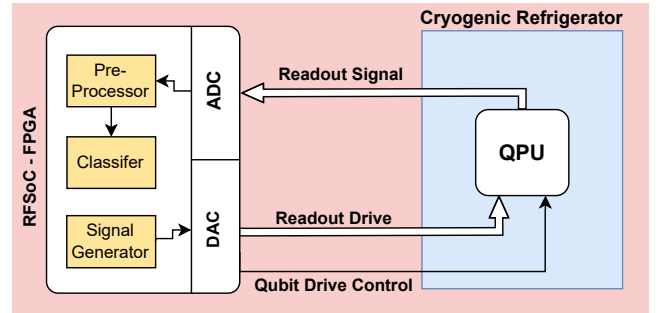 Cryogenic Refrigerator
RFSoC - FPGA
Pre-
Processor
Classifer
Signal
Generator
ADC
DAC
Readout Signal
QPU
Readout Drive
Qubit Drive Control